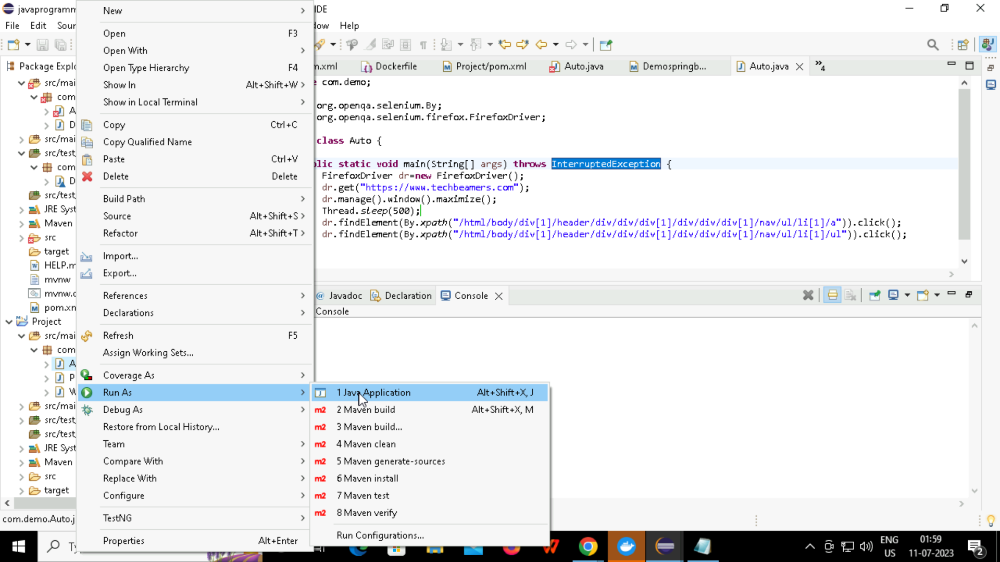 javaprogramm
IDE
File Edit Sour
dow Help
Package Explo
src/mai
com
A
D
src/mai
src/test
com
D
src/test
JRE Syst
Maven
src
target
HELP.m
mvnw
mvnw.c
pom.xm
Project
src/mai
com
A
P
W
src/mai
src/test
src/test
JRE Syst
Maven
src
target
com.demo.Auto.j
New
Open F3
Open With
Open Type Hierarchy F4
Show In Alt+Shift+W
Show in Local Terminal
Copy Ctrl+C
Copy Qualified Name
Paste Ctrl+V
Delete Delete
Build Path
Source Alt+Shift+S
Refactor Alt+Shift+T
Import...
Export...
References
Declarations
Refresh F5
Assign Working Sets...
Coverage As
Run As
Debug As
Restore from Local History...
Team
Compare With
Replace With
Configure
TestNG
Properties Alt+Enter
1 Java Application Alt+Shift+X, J
m2 2 Maven build Alt+Shift+X, M
m2 3 Maven build...
m2 4 Maven clean
m2 5 Maven generate-sources
m2 6 Maven install
m2 7 Maven test
m2 8 Maven verify
Run Configurations...
m.xml Dockerfile Project/pom.xml Auto.java Demospringb... Auto.java »4
e com.demo;
org.openqa.selenium.By;
org.openqa.selenium.firefox.FirefoxDriver;
class Auto {
blic static void main(String[] args) throws InterruptedException {
FirefoxDriver dr=new FirefoxDriver();
dr.get("https://www.techbeamers.com");
dr.manage().window().maximize();
Thread.sleep(500);
dr.findElement(By.xpath("/html/body/div[1]/header/div/div/div[1]/div/div/div[1]/nav/ul/li[1]/a")).click();
dr.findElement(By.xpath("/html/body/div[1]/header/div/div/div[1]/div/div/div[1]/nav/ul/li[1]/ul")).click();
@ Javadoc Declaration Console
Console
Ty
ENG
US
01:59
11-07-2023
2